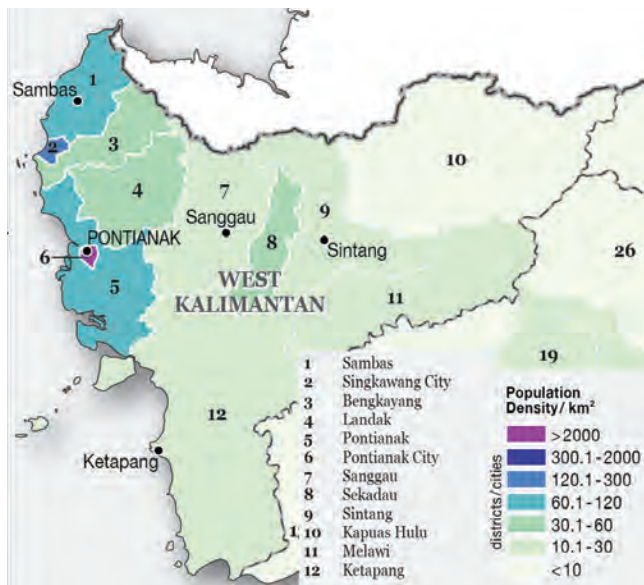 1
Sambas
2
3
10
4
7
9
Sanggau
8
PONTIANAK
Sintang
6
26
5
WEST
KALIMANTAN
11
19
12
Ketapang
1
1 Sambas
2 Singkawang City
3 Bengkayang
4 Landak
5 Pontianak
6 Pontianak City
7 Sanggau
8 Sekadau
9 Sintang
10 Kapuas Hulu
11 Melawi
12 Ketapang
Population
Density/ km²
districts/cities
>2000
300.1-2000
120.1-300
60.1-120
30.1-60
10.1-30
<10